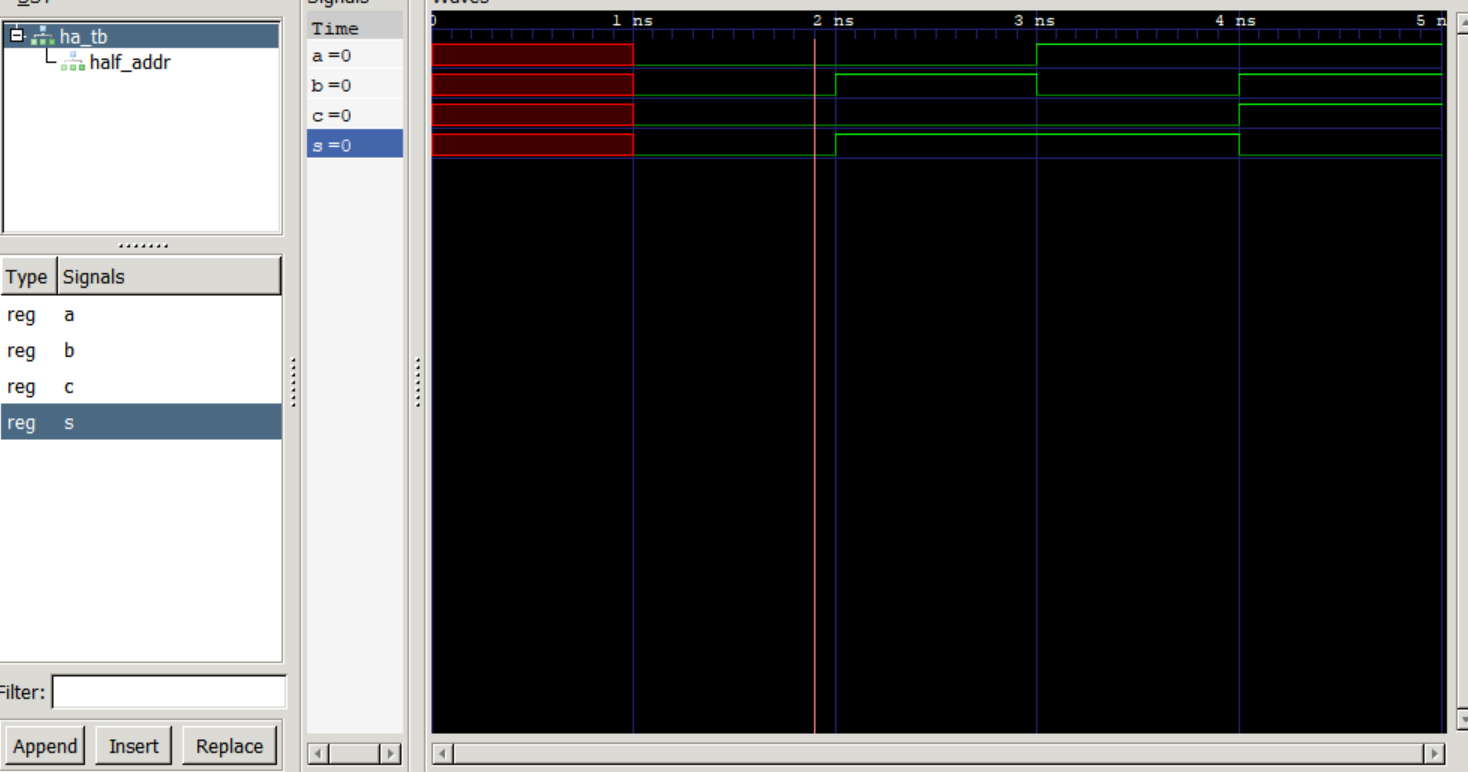 SST
ha_tb
half_addr
Type Signals
reg a
reg b
reg c
reg s
Filter:
Append Insert Replace
Signals
Time
a =0
b =0
c =0
s =0
Waves
0 1 ns 2 ns 3 ns 4 ns 5 n